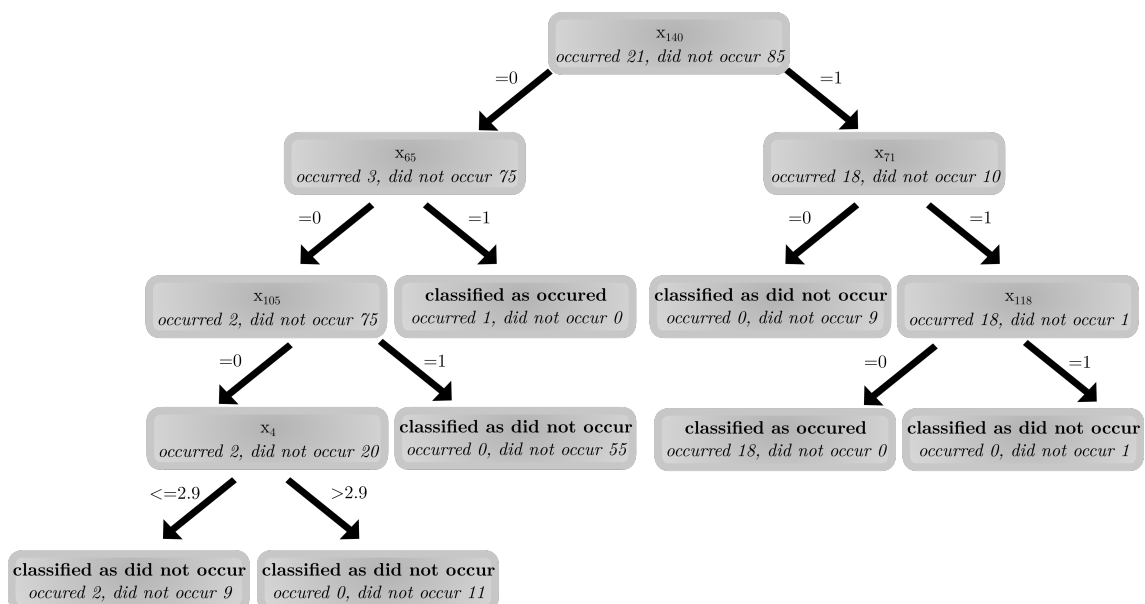 x₁₄₀
occurred 21, did not occur 85
=0
=1
x₆₅
occurred 3, did not occur 75
x₇₁
occurred 18, did not occur 10
=0
=1
=0
=1
x₁₀₅
occurred 2, did not occur 75
classified as occured
occurred 1, did not occur 0
classified as did not occur
occurred 0, did not occur 9
x₁₁₈
occurred 18, did not occur 1
=0
=1
=0
=1
x₄
occurred 2, did not occur 20
classified as did not occur
occurred 0, did not occur 55
classified as occured
occurred 18, did not occur 0
classified as did not occur
occurred 0, did not occur 1
<=2.9
>2.9
classified as did not occur
occured 2, did not occur 9
classified as did not occur
occured 0, did not occur 11